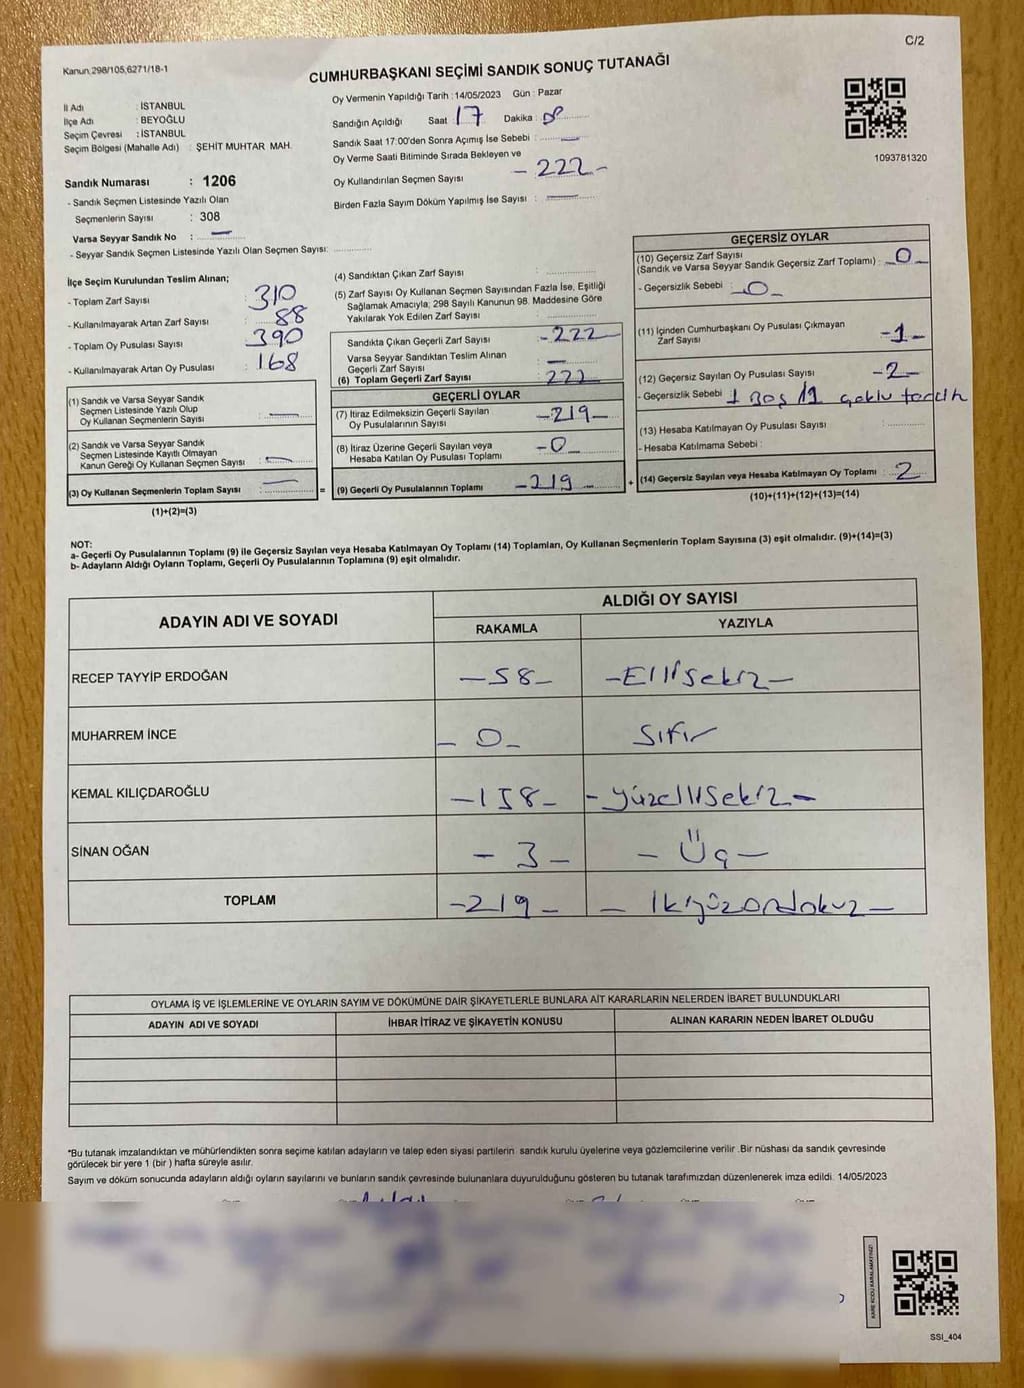 C/2
Kanun 298/105,6271/18-1
CUMHURBAŞKANI SEÇİMİ SANDIK SONUÇ TUTANAĞI
İl Adı : İSTANBUL
İlçe Adı : BEYOĞLU
Seçim Çevresi : İSTANBUL
Seçim Bölgesi (Mahalle Adı) : ŞEHİT MUHTAR MAH.
Sandık Numarası : 1206
- Sandık Seçmen Listesinde Yazılı Olan
Seçmenlerin Sayısı : 308
Varsa Seyyar Sandık No : —
- Seyyar Sandık Seçmen Listesinde Yazılı Olan Seçmen Sayısı:
Oy Vermenin Yapıldığı Tarih : 14/05/2023 Gün : Pazar
Sandığın Açıldığı Saat 17 Dakika : 08
Sandık Saat 17:00'den Sonra Açımış İse Sebebi : —
Oy Verme Saati Bitiminde Sırada Bekleyen ve
Oy Kullandırılan Seçmen Sayısı - 222 -
Birden Fazla Sayım Döküm Yapılmış İse Sayısı : —
1093781320
İlçe Seçim Kurulundan Teslim Alınan;
- Toplam Zarf Sayısı : 310
- Kullanılmayarak Artan Zarf Sayısı : 88
- Toplam Oy Pusulası Sayısı : 390
- Kullanılmayarak Artan Oy Pusulası : 168
(1) Sandık ve Varsa Seyyar Sandık
Seçmen Listesinde Yazılı Olup
Oy Kullanan Seçmenlerin Sayısı : —
(2) Sandık ve Varsa Seyyar Sandık
Seçmen Listesinde Kayıtlı Olmayan
Kanun Gereği Oy Kullanan Seçmen Sayısı : —
(3) Oy Kullanan Seçmenlerin Toplam Sayısı : — =
(1)+(2)=(3)
(4) Sandıktan Çıkan Zarf Sayısı :
(5) Zarf Sayısı Oy Kullanan Seçmen Sayısından Fazla İse, Eşitliği
Sağlamak Amacıyla; 298 Sayılı Kanunun 98. Maddesine Göre
Yakılarak Yok Edilen Zarf Sayısı :
Sandıkta Çıkan Geçerli Zarf Sayısı : - 222 —
Varsa Seyyar Sandıktan Teslim Alınan
Geçerli Zarf Sayısı : —
(6) Toplam Geçerli Zarf Sayısı : 222
GEÇERLİ OYLAR
(7) İtiraz Edilmeksizin Geçerli Sayılan
Oy Pusulalarının Sayısı : - 219 -
(8) İtiraz Üzerine Geçerli Sayılan veya
Hesaba Katılan Oy Pusulası Toplamı : - 0 -
(9) Geçerli Oy Pusulalarının Toplamı : - 219 - +
GEÇERSİZ OYLAR
(10) Geçersiz Zarf Sayısı
(Sandık ve Varsa Seyyar Sandık Geçersiz Zarf Toplamı) : - 0 -
- Geçersizlik Sebebi : - 0 -
(11) İçinden Cumhurbaşkanı Oy Pusulası Çıkmayan
Zarf Sayısı : - 1 -
(12) Geçersiz Sayılan Oy Pusulası Sayısı : - 2 -
- Geçersizlik Sebebi : 1 Boş / 1 çoklu tercih
(13) Hesaba Katılmayan Oy Pusulası Sayısı :
- Hesaba Katılmama Sebebi :
(14) Geçersiz Sayılan veya Hesaba Katılmayan Oy Toplamı : 2
(10)+(11)+(12)+(13)=(14)
NOT:
a- Geçerli Oy Pusulalarının Toplamı (9) ile Geçersiz Sayılan veya Hesaba Katılmayan Oy Toplamı (14) Toplamları, Oy Kullanan Seçmenlerin Toplam Sayısına (3) eşit olmalıdır. (9)+(14)=(3)
b- Adayların Aldığı Oyların Toplamı, Geçerli Oy Pusulalarının Toplamına (9) eşit olmalıdır.
ADAYIN ADI VE SOYADI
ALDIĞI OY SAYISI
RAKAMLA YAZIYLA
RECEP TAYYİP ERDOĞAN - 58 - - Ellisekiz -
MUHARREM İNCE - 0 - Sıfır
KEMAL KILIÇDAROĞLU - 158 - - yüzellisekiz -
SİNAN OĞAN - 3 - - Üç -
TOPLAM - 219 - - İkiyüzondokuz -
OYLAMA İŞ VE İŞLEMLERİNE VE OYLARIN SAYIM VE DÖKÜMÜNE DAİR ŞİKAYETLERLE BUNLARA AİT KARARLARIN NELERDEN İBARET BULUNDUKLARI
ADAYIN ADI VE SOYADI İHBAR İTİRAZ VE ŞİKAYETİN KONUSU ALINAN KARARIN NEDEN İBARET OLDUĞU
*Bu tutanak imzalandıktan ve mühürlendikten sonra seçime katılan adayların ve talep eden siyasi partilerin sandık kurulu üyelerine veya gözlemcilerine verilir. Bir nüshası da sandık çevresinde
görülecek bir yere 1 (bir ) hafta süreyle asılır.
Sayım ve döküm sonucunda adayların aldığı oyların sayılarını ve bunların sandık çevresinde bulunanlara duyurulduğunu gösteren bu tutanak tarafımızdan düzenlenerek imza edildi. 14/05/2023
KARE KODU KARALAMAYINIZ!
SSI_404